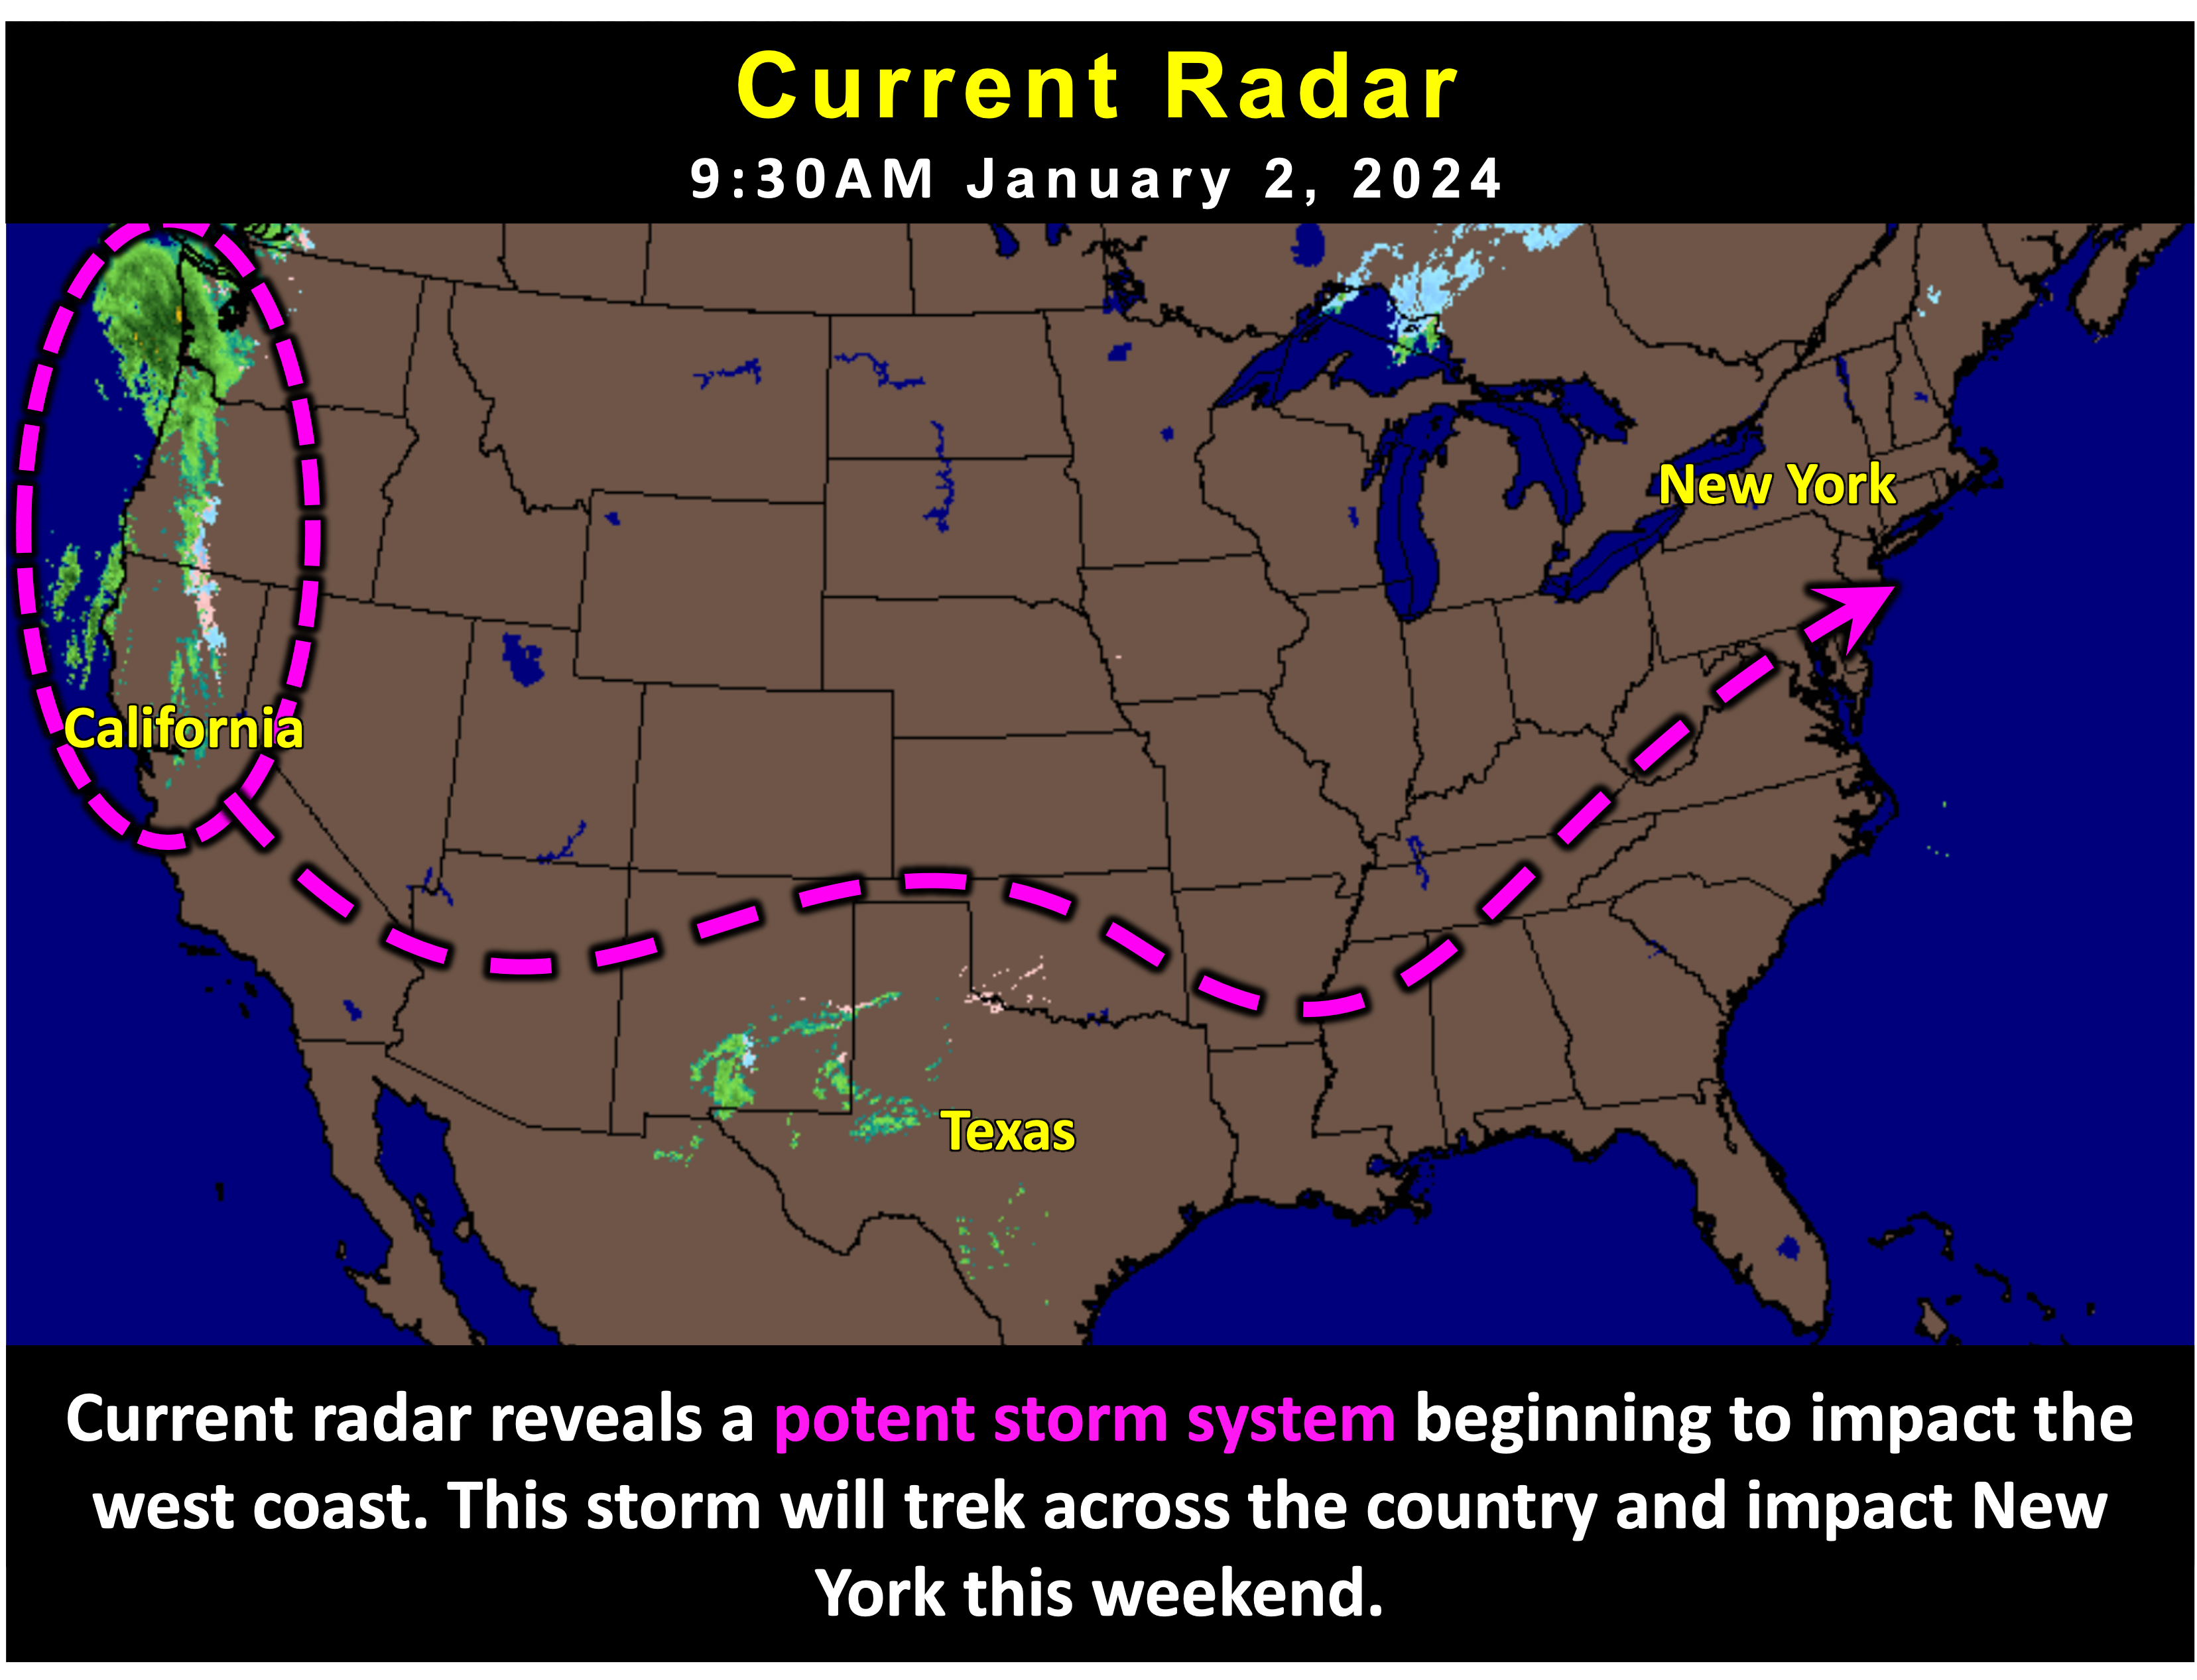 Current Radar
9:30AM January 2, 2024
New York
California
Texas
Current radar reveals a potent storm system beginning to impact the
west coast. This storm will trek across the country and impact New
York this weekend.